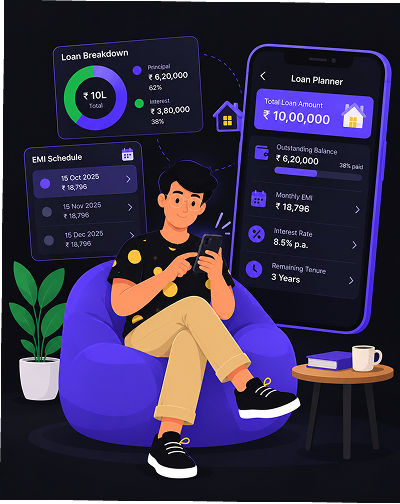 Loan Breakdown
₹ 10L
Total
Principal
₹ 6,20,000
62%
Interest
₹ 3,80,000
38%
EMI Schedule
15 Oct 2025
₹ 18,796
15 Nov 2025
₹ 18,796
15 Dec 2025
₹ 18,796
Loan Planner
Total Loan Amount
₹ 10,00,000
Outstanding Balance
₹ 6,20,000
38% paid
Monthly EMI
₹ 18,796
Interest Rate
8.5% p.a.
Remaining Tenure
3 Years